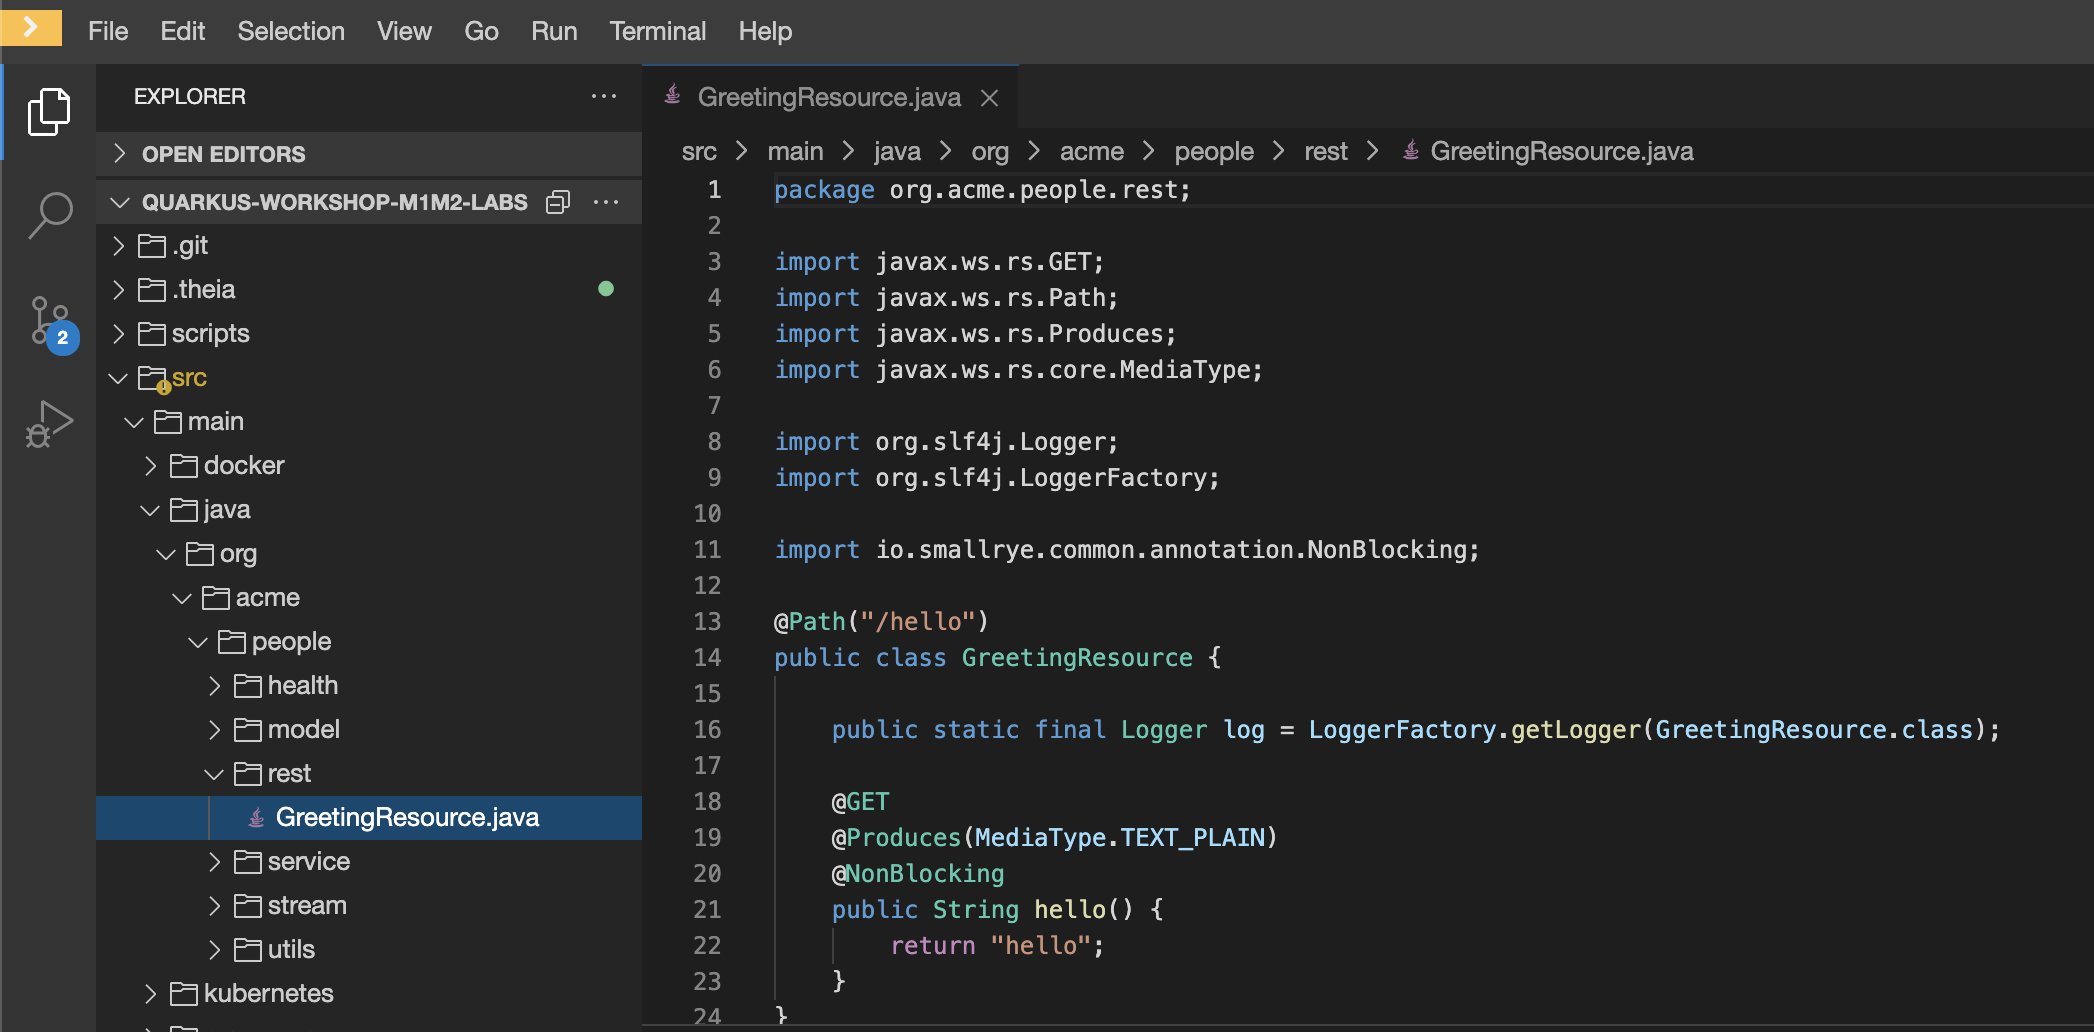 File Edit Selection View Go Run Terminal Help
EXPLORER
OPEN EDITORS
QUARKUS-WORKSHOP-M1M2-LABS
.git
.theia
scripts
src
main
docker
java
org
acme
people
health
model
rest
GreetingResource.java
service
stream
utils
kubernetes
2
GreetingResource.java
src > main > java > org > acme > people > rest > GreetingResource.java
1 package org.acme.people.rest;
2
3 import javax.ws.rs.GET;
4 import javax.ws.rs.Path;
5 import javax.ws.rs.Produces;
6 import javax.ws.rs.core.MediaType;
7
8 import org.slf4j.Logger;
9 import org.slf4j.LoggerFactory;
10
11 import io.smallrye.common.annotation.NonBlocking;
12
13 @Path("/hello")
14 public class GreetingResource {
15
16 public static final Logger log = LoggerFactory.getLogger(GreetingResource.class);
17
18 @GET
19 @Produces(MediaType.TEXT_PLAIN)
20 @NonBlocking
21 public String hello() {
22 return "hello";
23 }
24 }